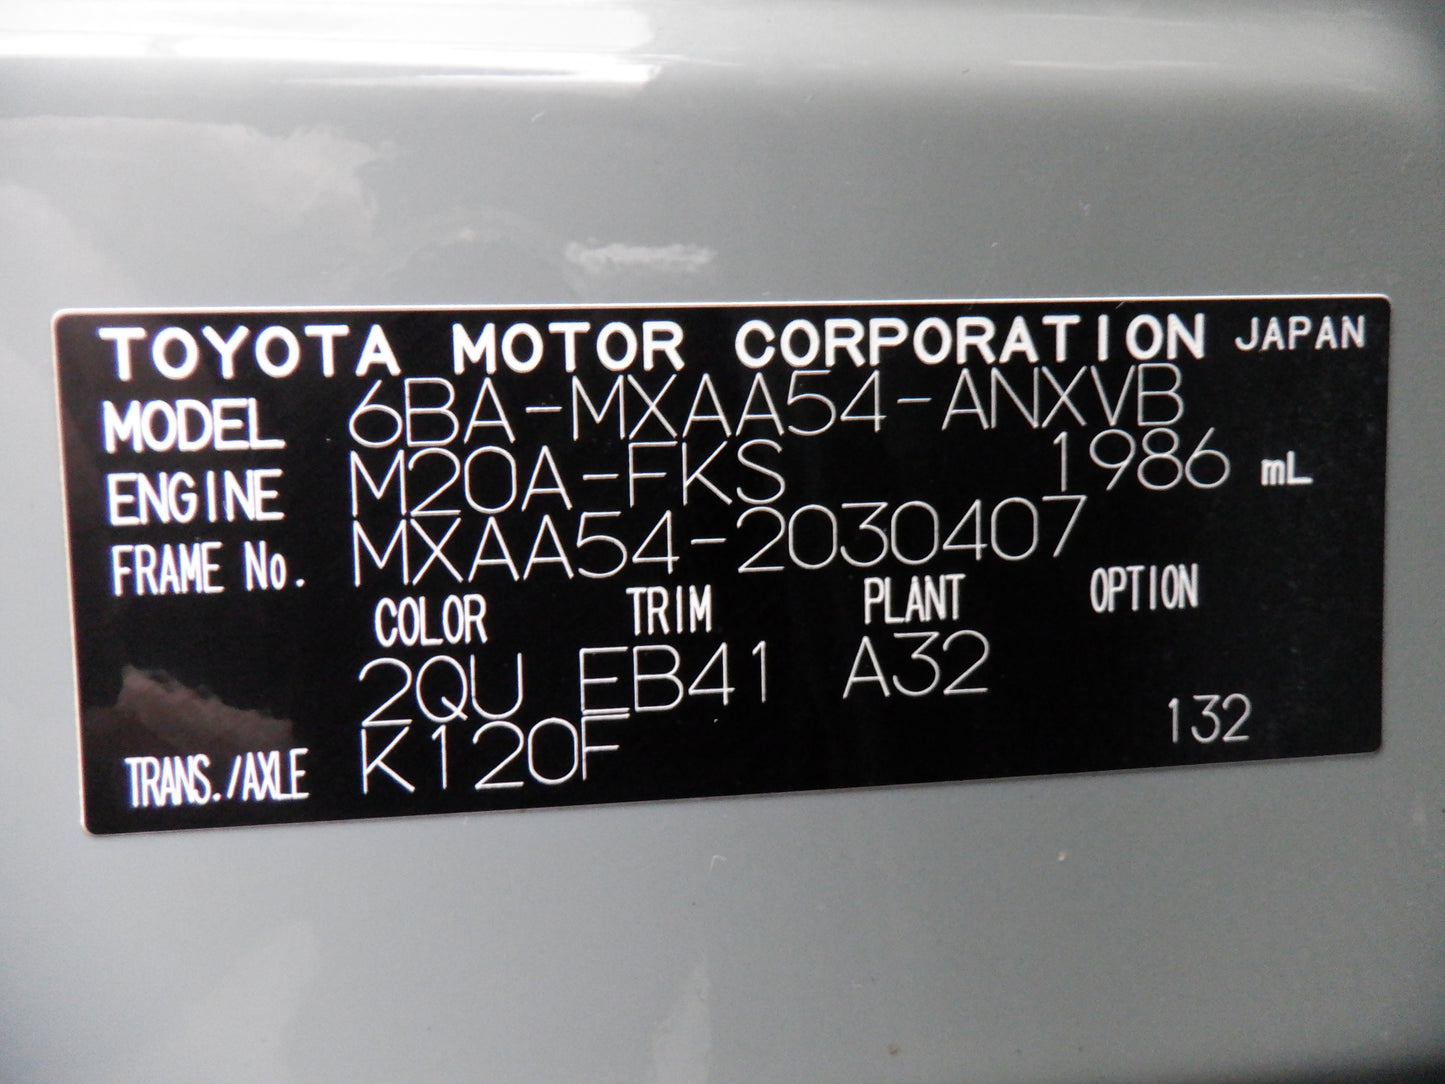 TOYOTA MOTOR CORPORATION JAPAN
MODEL 6BA-MXAA54-ANXVB
ENGINE M20A-FKS 1986 mL
FRAME No. MXAA54-2030407
COLOR TRIM PLANT OPTION
2QU EB41 A32
TRANS./AXLE K120F 132